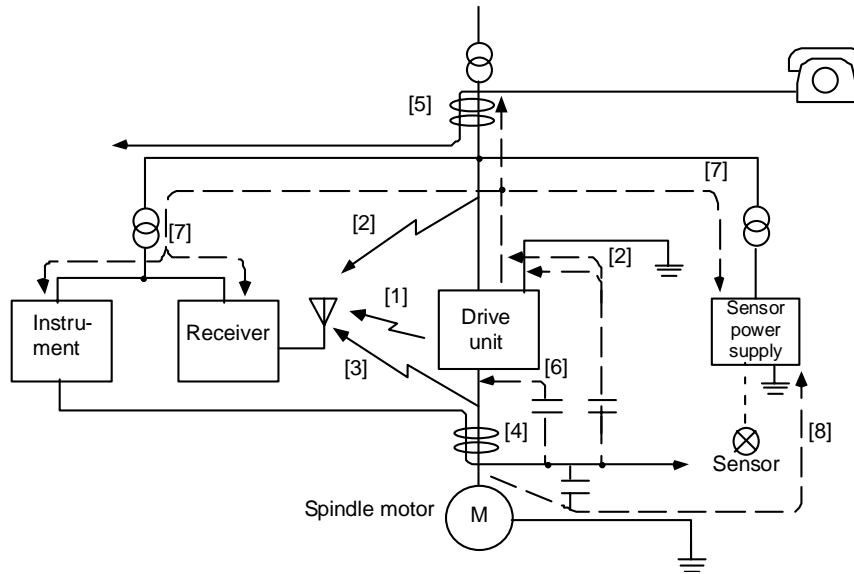 [5]
[7]
[2]
[7]
[2]
[1]
Instru-
ment
Receiver
Drive
unit
Sensor
power
supply
[3]
[6]
[4]
[8]
Sensor
Spindle motor
M